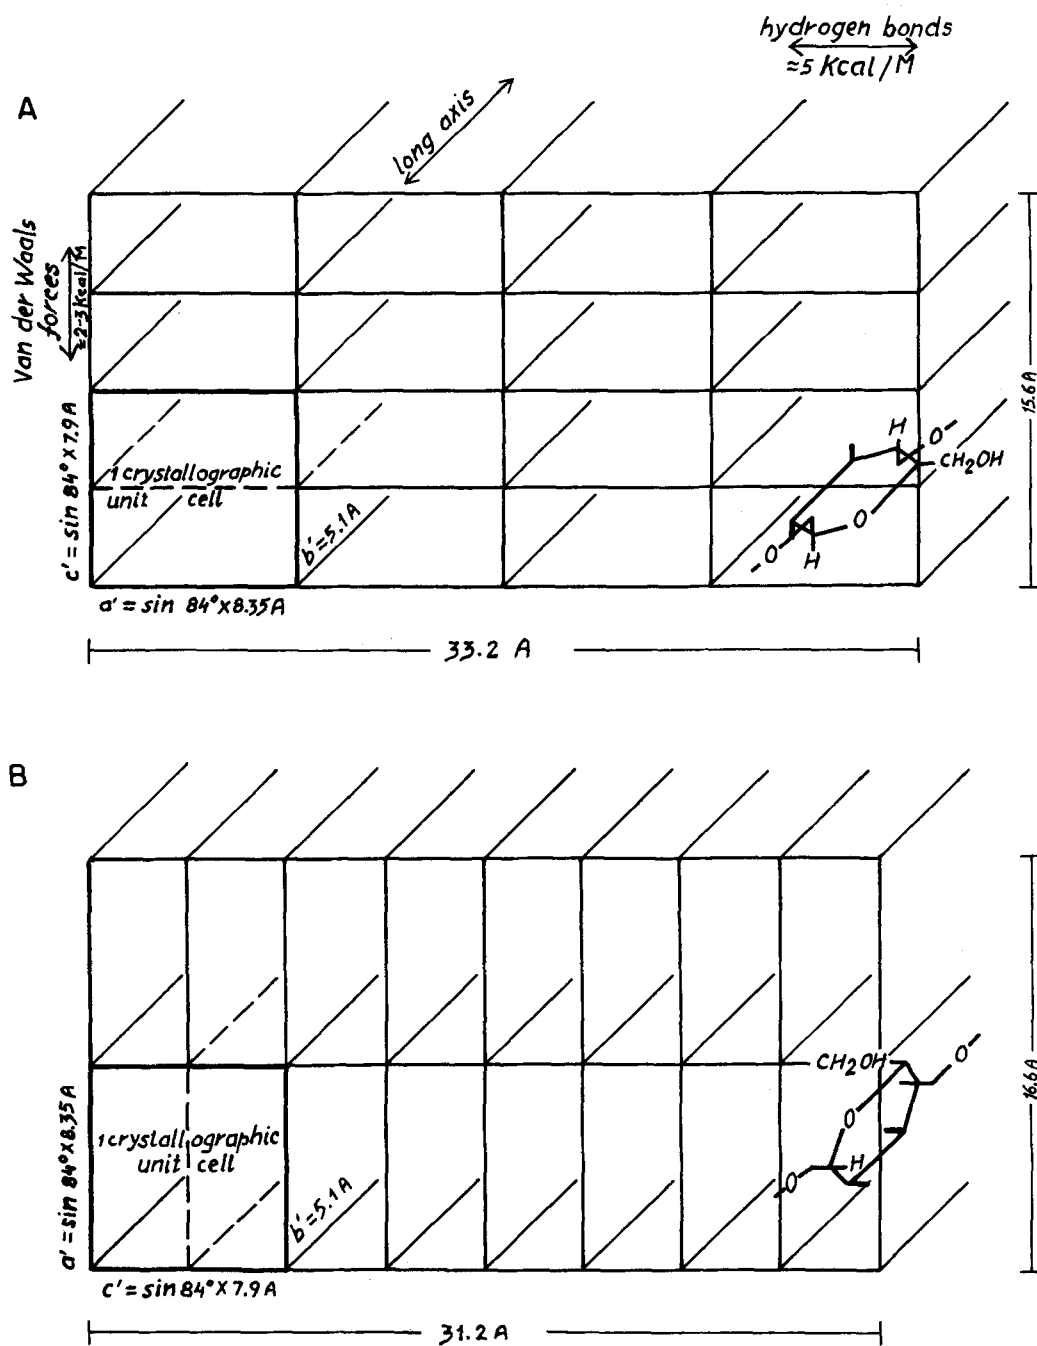 hydrogen bonds
≈5 Kcal/M
A
long axis
Van der Waals
forces
≈2-3 Kcal/M
15.6 A
c' = sin 84° X 7.9 A
1 crystallographic
unit cell
b'=5.1 A
a' = sin 84° X 8.35 A
H
O
CH₂OH
O
O
H
33.2 A
B
16.6 A
CH₂OH
O
O
H
O
a' = sin 84° X 8.35 A
1 crystallographic
unit cell
b'=5.1 A
c' = sin 84° X 7.9 A
31.2 A